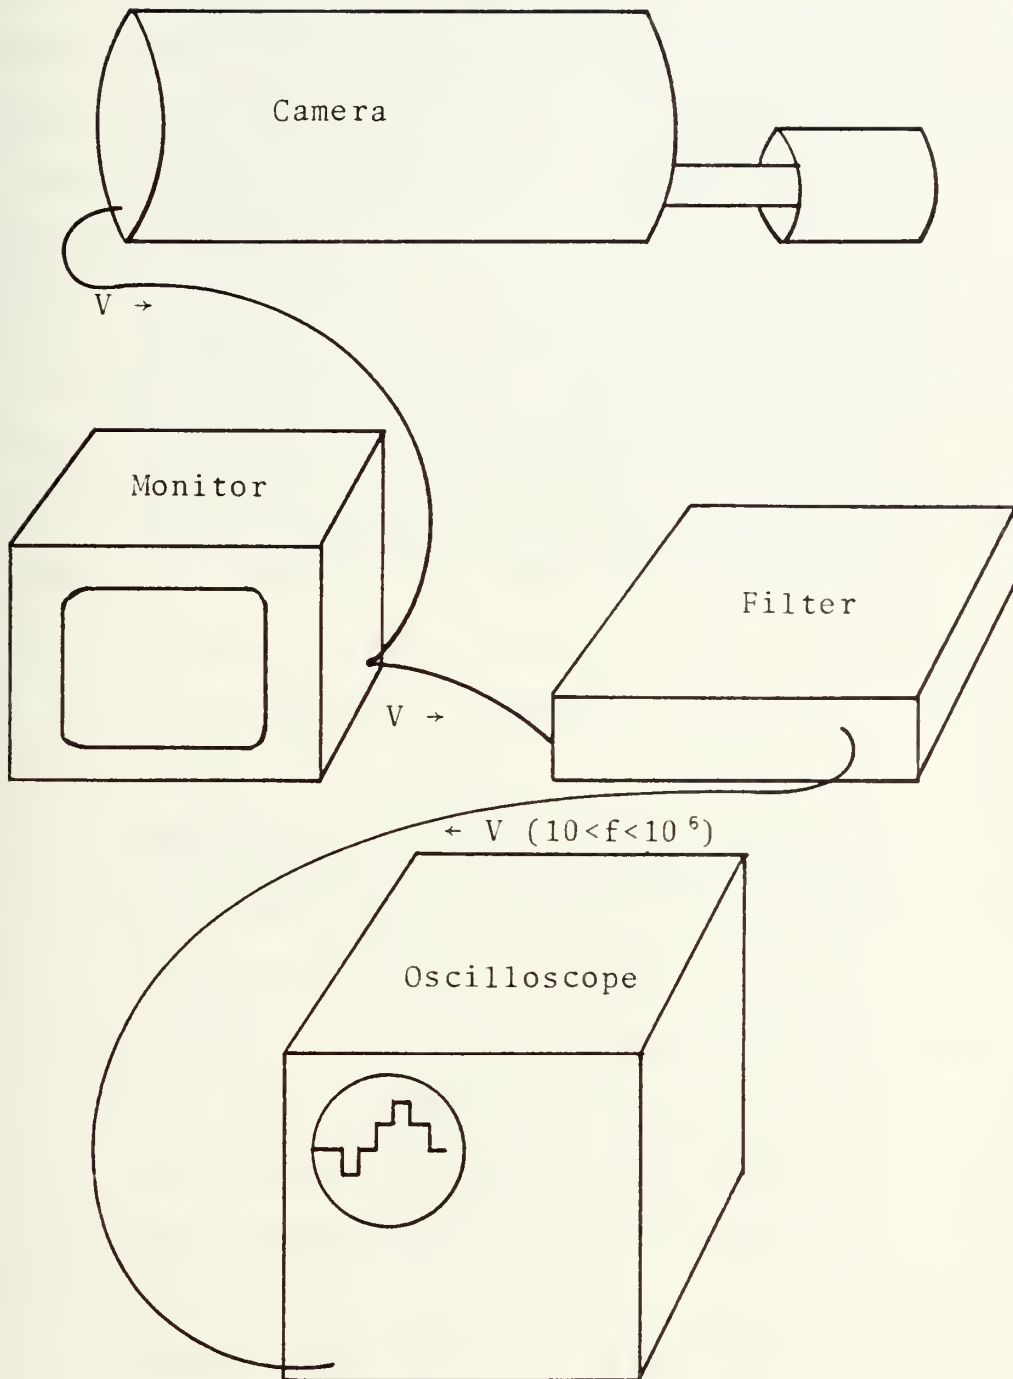 Camera
V →
Monitor
Filter
V →
← V (10<f<10⁶)
Oscilloscope